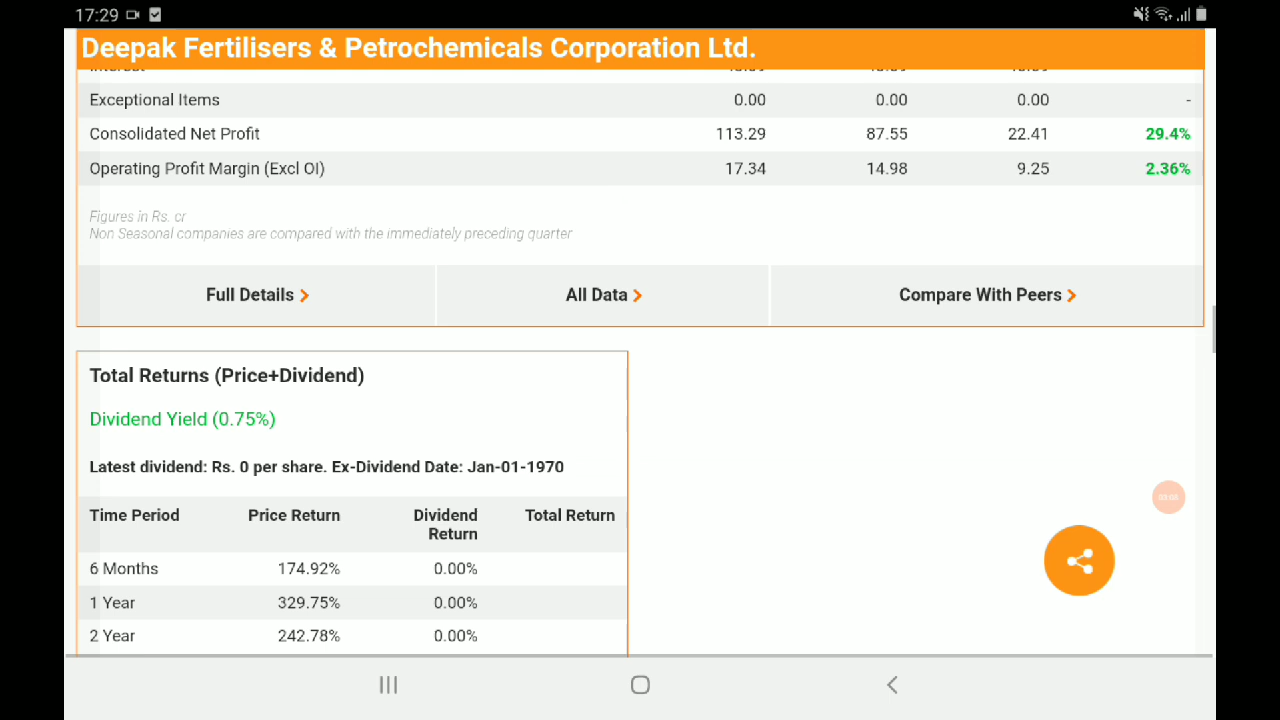 17:29
Deepak Fertilisers & Petrochemicals Corporation Ltd.
Exceptional Items 0.00 0.00 0.00 -
Consolidated Net Profit 113.29 87.55 22.41 29.4%
Operating Profit Margin (Excl OI) 17.34 14.98 9.25 2.36%
Figures in Rs. cr
Non Seasonal companies are compared with the immediately preceding quarter
Full Details All Data Compare With Peers
Total Returns (Price+Dividend)
Dividend Yield (0.75%)
Latest dividend: Rs. 0 per share. Ex-Dividend Date: Jan-01-1970
Time Period Price Return Dividend Return Total Return
6 Months 174.92% 0.00%
1 Year 329.75% 0.00%
2 Year 242.78% 0.00%